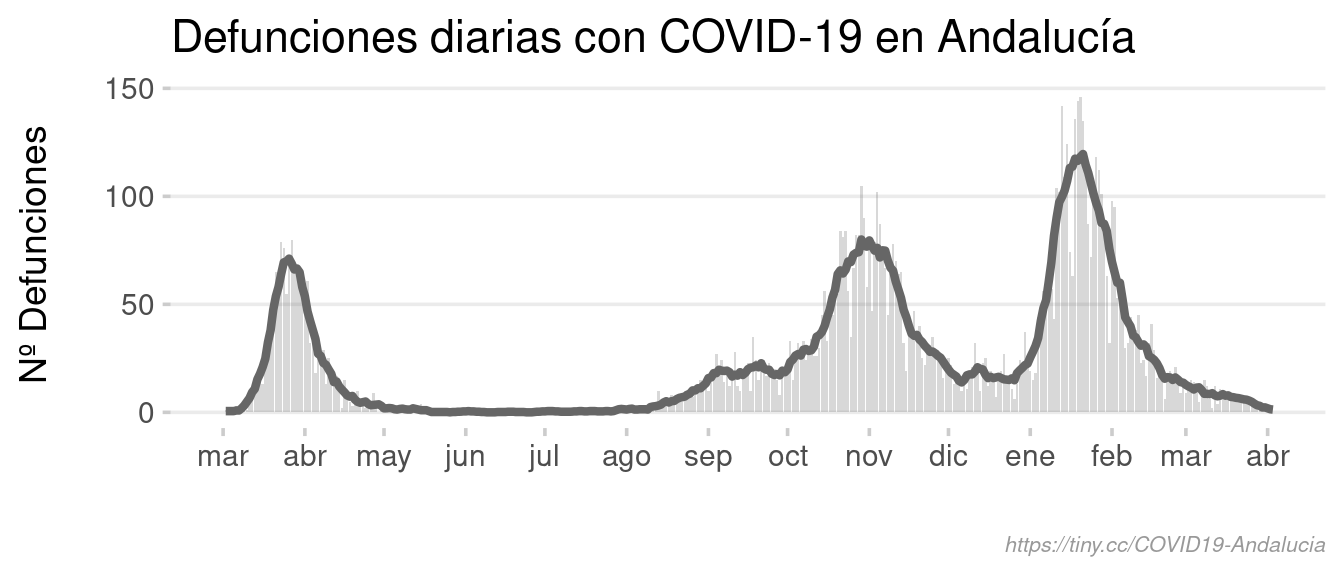 Defunciones diarias con COVID-19 en Andalucía
Nº Defunciones
150
100
50
0
mar abr may jun jul ago sep oct nov dic ene feb mar abr
https://tiny.cc/COVID19-Andalucia